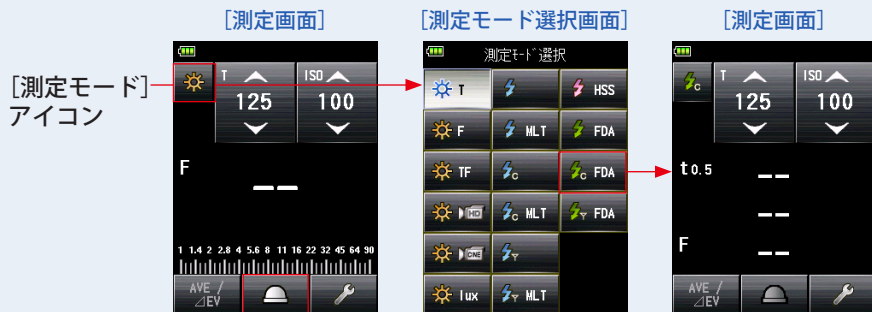 [測定画面]
[測定モード選択画面]
[測定画面]
[測定モード]
アイコン
T
125
ISO
100
F
--
1 1.4 2 2.8 4 5.6 8 11 16 22 32 45 64 90
AVE /
⊿EV
測定ﾓｰﾄﾞ選択
T
HSS
F
MLT
FDA
TF
C
C FDA
HD
C MLT
FDA
CINE
lux
MLT
C
T
125
ISO
100
t0.5
--
--
F
--
AVE /
⊿EV